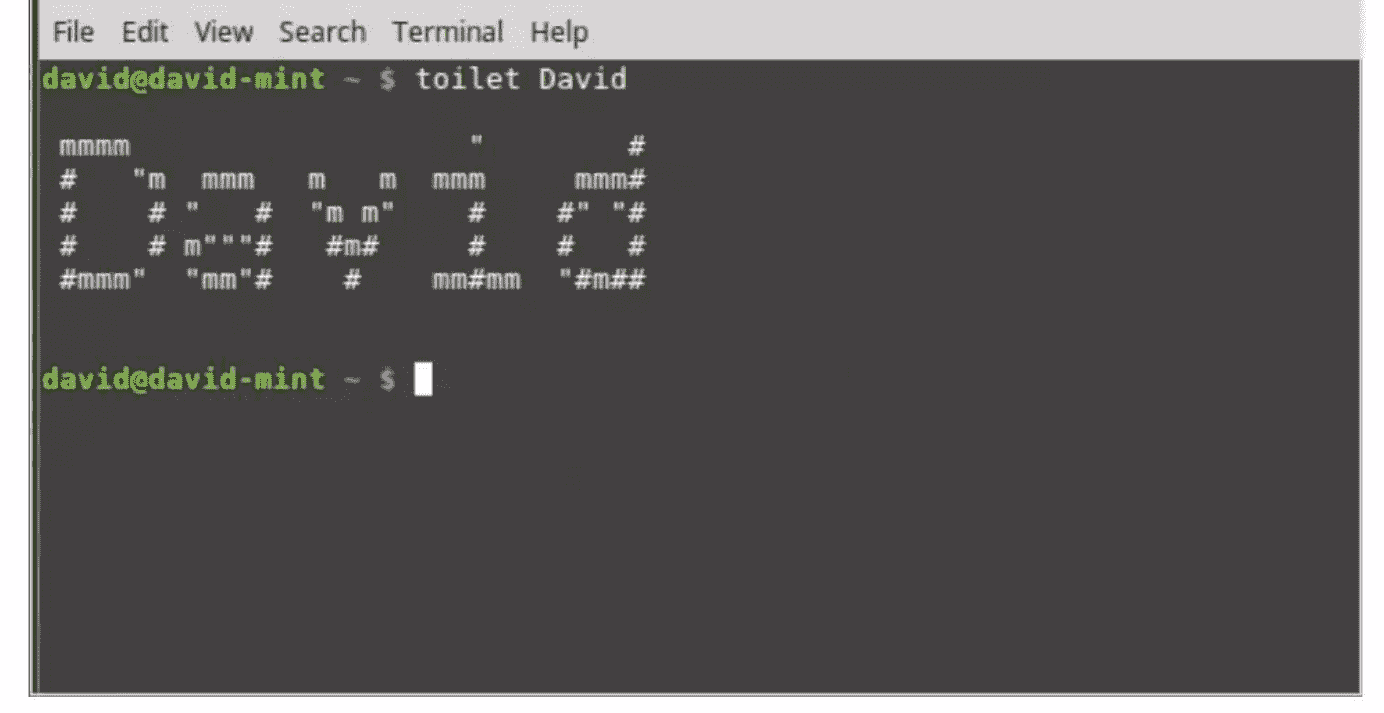 File Edit View Search Terminal Help
david@david-mint ~ $ toilet David
 mmmm                   "        #
 #   "m  mmm   m   m  mmm     mmm#
 #    # "   #  "m m"    #    #" "#
 #    # m"""#   #m#     #    #   #
 #mmm"  "mm"#    #    mm#mm  "#m##
david@david-mint ~ $